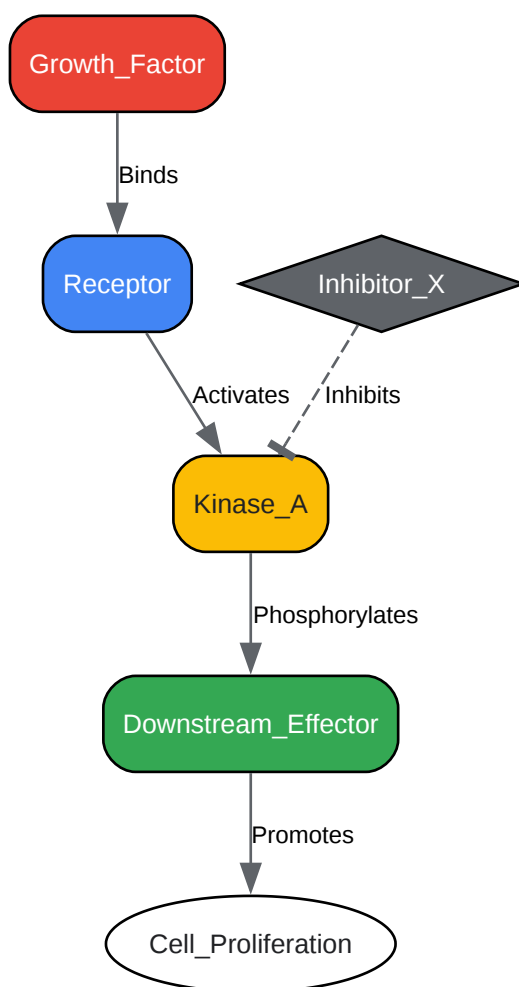 Growth_Factor
Binds
Receptor
Inhibitor_X
Activates
Inhibits
Kinase_A
Phosphorylates
Downstream_Effector
Promotes
Cell_Proliferation